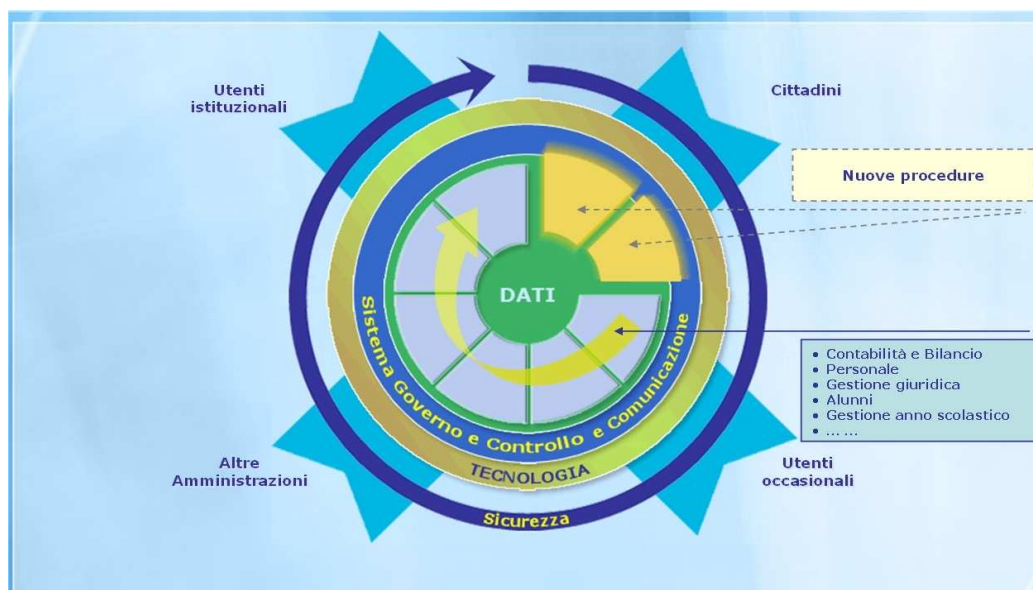 Utenti
istituzionali
Cittadini
Nuove procedure
DATI
• Contabilità e Bilancio
• Personale
• Gestione giuridica
• Alunni
• Gestione anno scolastico
• ... ...
Sistema Governo e Controllo e Comunicazione
TECNOLOGIA
Sicurezza
Altre
Amministrazioni
Utenti
occasionali